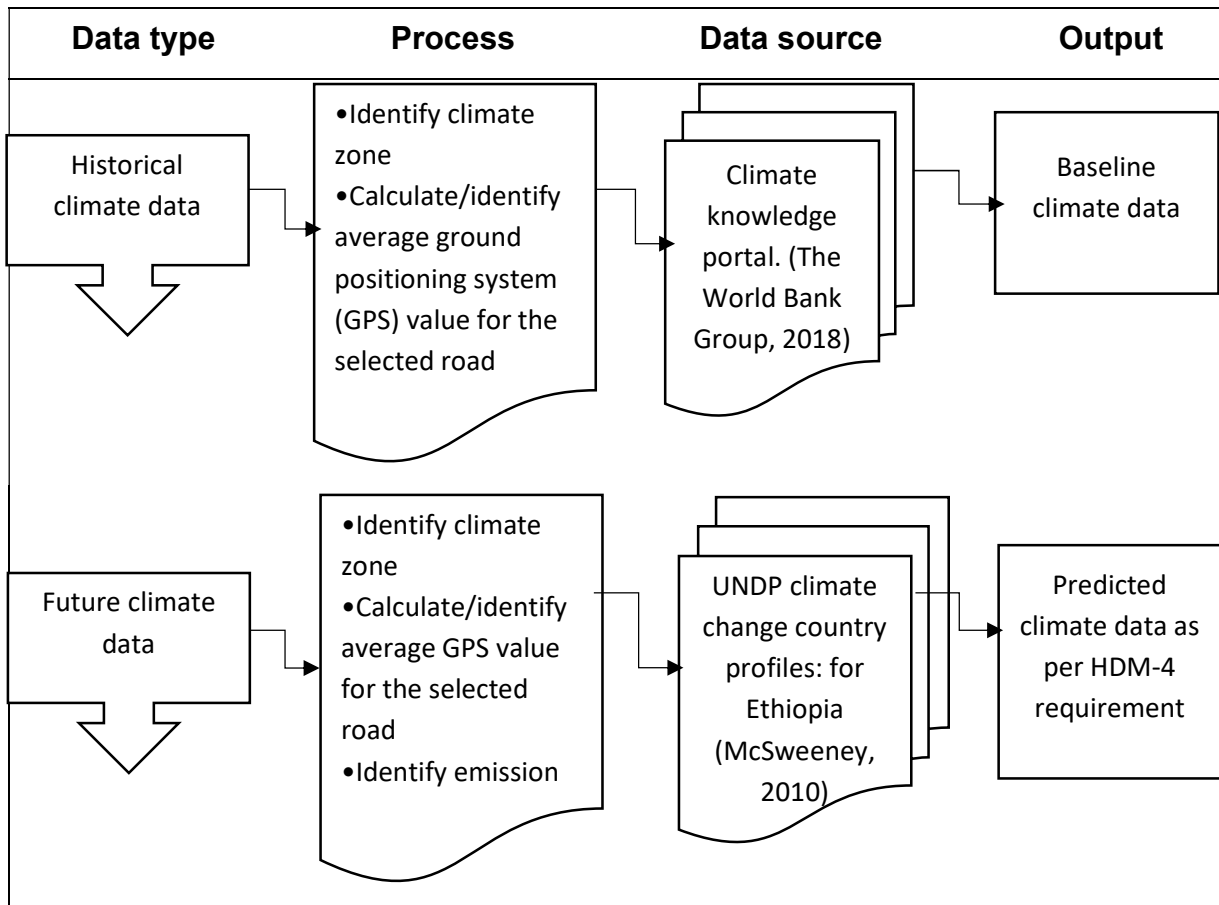 Data type Process Data source Output
Historical
climate data
•Identify climate
zone
•Calculate/identify
average ground
positioning system
(GPS) value for the
selected road
Climate
knowledge
portal. (The
World Bank
Group, 2018)
Baseline
climate data
Future climate
data
•Identify climate
zone
•Calculate/identify
average GPS value
for the selected
road
•Identify emission
UNDP climate
change country
profiles: for
Ethiopia
(McSweeney,
2010)
Predicted
climate data as
per HDM-4
requirement